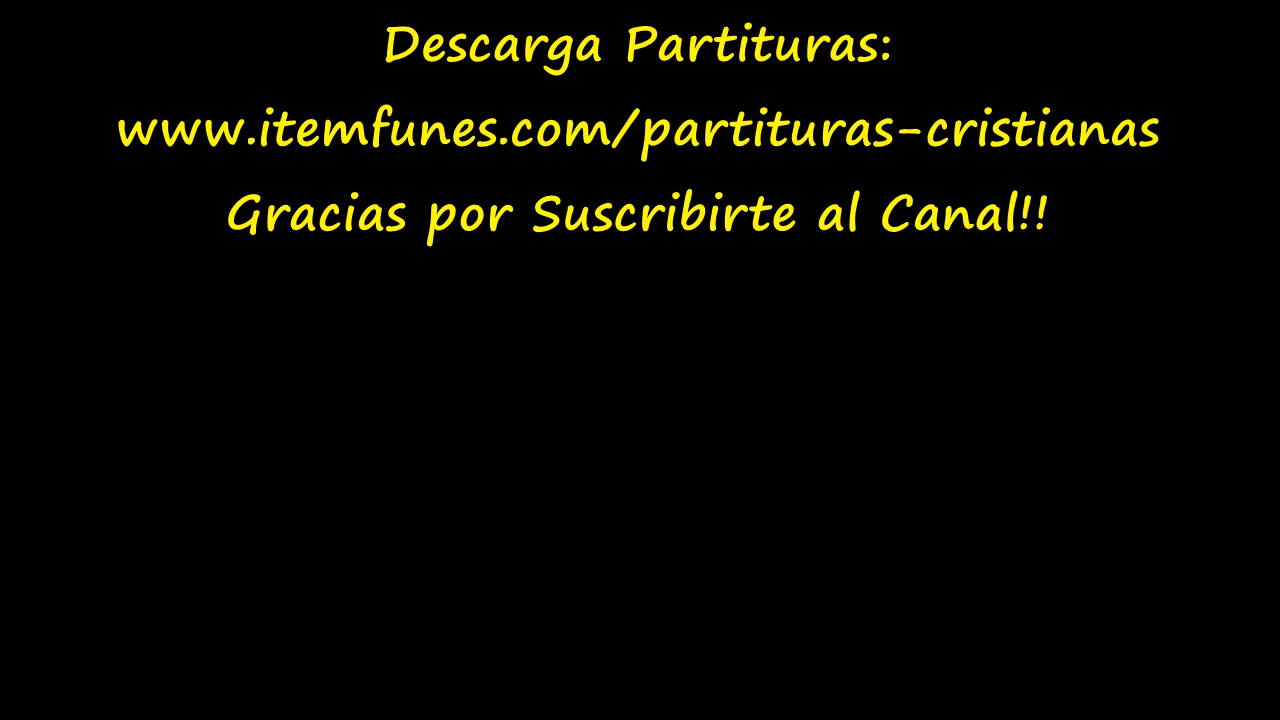 Descarga Partituras:
www.itemfunes.com/partituras-cristianas
Gracias por Suscribirte al Canal!!